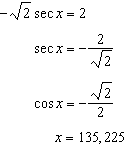 -√2 sec x = 2
sec x = -2/√2
cos x = -√2/2
x = 135, 225